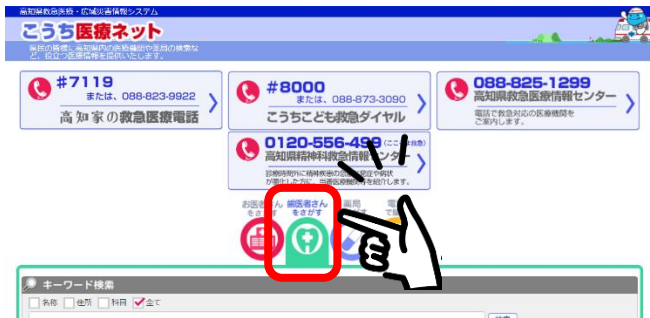 高知県救急医療・広域災害情報システム
こうち医療ネット
県民の皆様に高知県内の医療機関や薬局の検索な
ど、役立つ医療情報を提供いたします。
#7119
または、088-823-9922
高知家の救急医療電話
#8000
または、088-873-3090
こうちこども救急ダイヤル
088-825-1299
高知県救急医療情報センター
電話で救急対応の医療機関を
ご案内します。
0120-556-499
高知県精神科救急情報センター
お医者さん
をさがす
歯医者さん
をさがす
薬局
キーワード検索
名称 住所 科目 全て